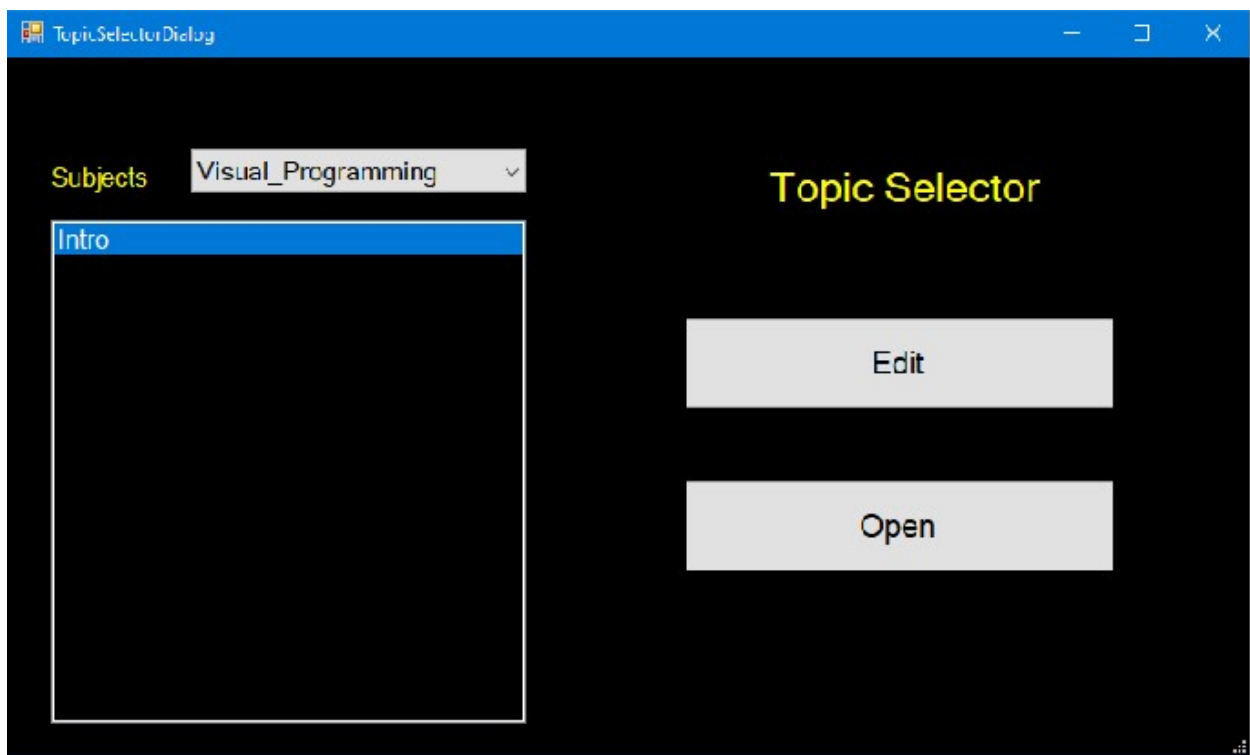 TopicSelectorDialog
Subjects
Visual_Programming
Topic Selector
Intro
Edit
Open